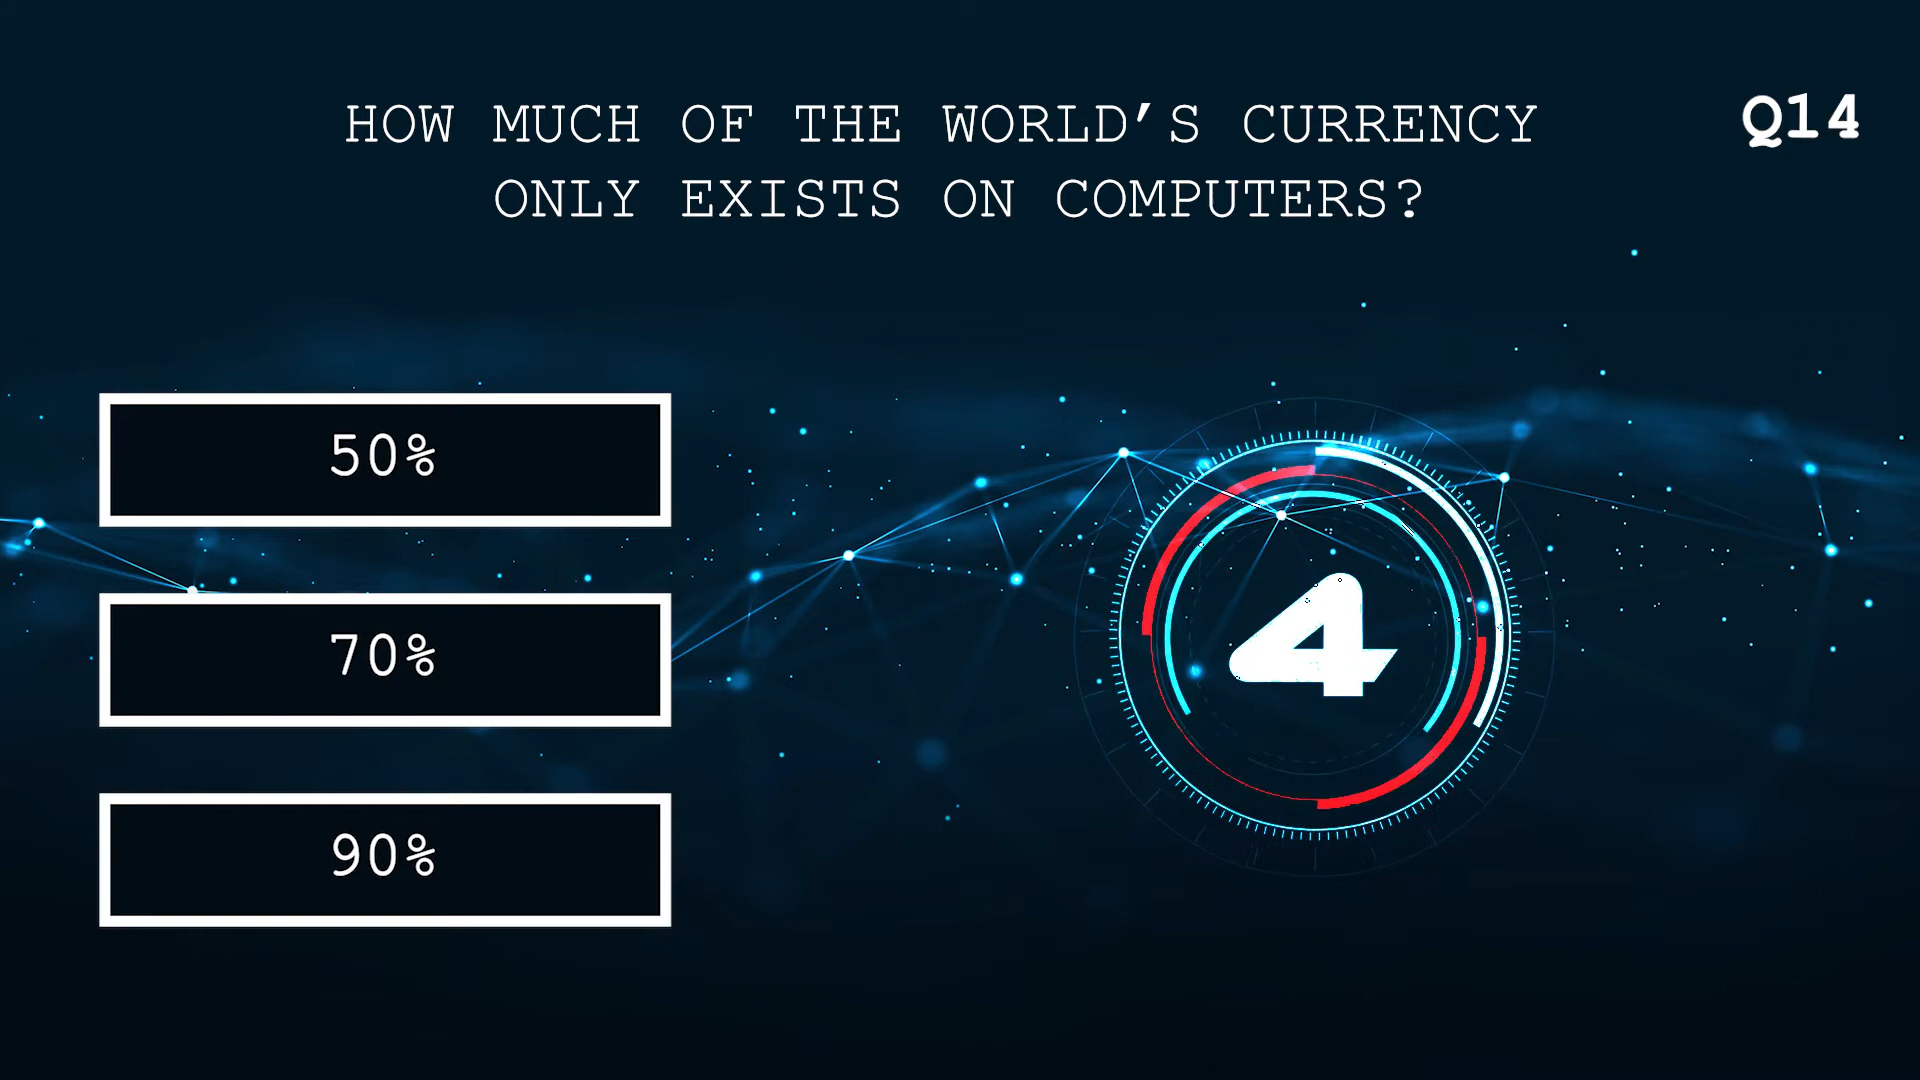 HOW MUCH OF THE WORLD’S CURRENCY
ONLY EXISTS ON COMPUTERS?
Q14
50%
70%
90%
4